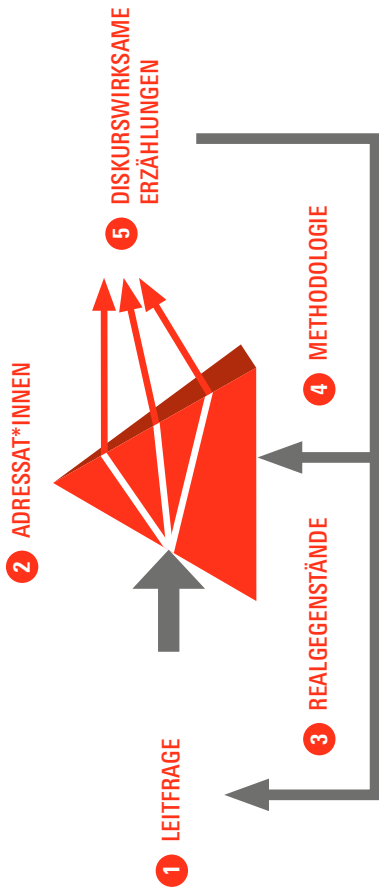 1 LEITFRAGE
2 ADRESSAT*INNEN
3 REALGEGENSTÄNDE
4 METHODOLOGIE
5 DISKURSWIRKSAME
ERZÄHLUNGEN